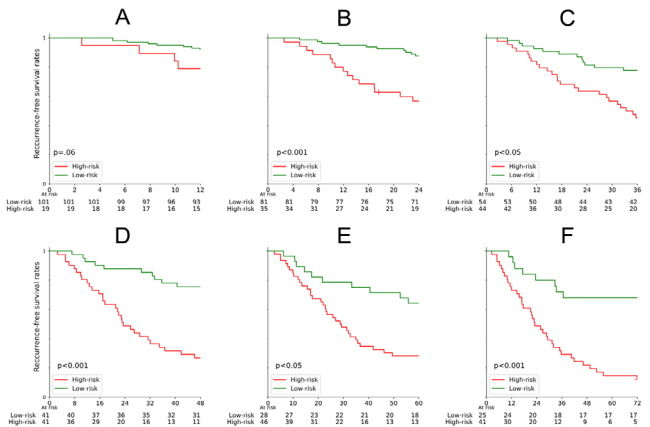 A
B
C
Reccurrence-free survival rates
1
1
1
p=.06
p<0.001
p<0.05
High-risk
Low-risk
High-risk
Low-risk
High-risk
Low-risk
0
0
0
0 2 4 6 8 10 12
0 4 8 12 16 20 24
0 6 12 18 24 30 36
At risk
At risk
At risk
Low-risk 101 101 101 99 97 96 93
High-risk 19 19 18 18 17 16 15
Low-risk 81 81 79 77 76 75 71
High-risk 35 34 31 27 24 21 19
Low-risk 54 53 50 48 44 43 42
High-risk 44 42 36 30 28 25 20
D
E
F
Reccurrence-free survival rates
1
1
1
p<0.001
p<0.05
p<0.001
High-risk
Low-risk
High-risk
Low-risk
High-risk
Low-risk
0
0
0
0 8 16 24 32 40 48
0 10 20 30 40 50 60
0 12 24 36 48 60 72
At risk
At risk
At risk
Low-risk 41 40 37 36 35 32 31
High-risk 41 36 29 20 16 13 11
Low-risk 28 27 23 22 21 20 18
High-risk 46 39 31 22 16 13 13
Low-risk 25 24 20 18 17 17 17
High-risk 41 30 20 12 9 6 5